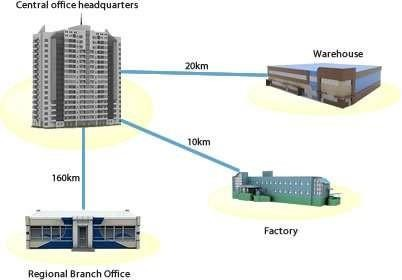 Central office headquarters
Warehouse
20km
10km
160km
Factory
Regional Branch Office